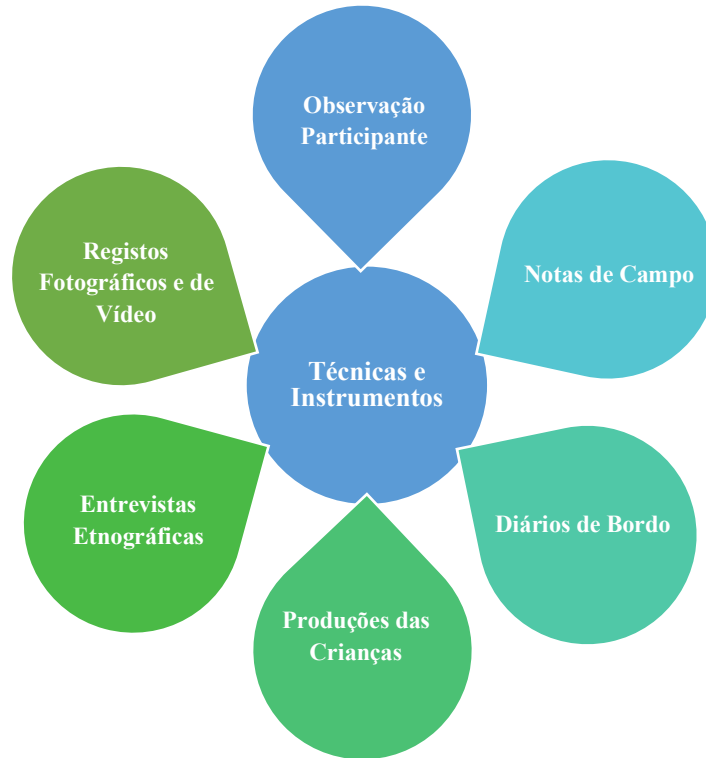 Observação
Participante
Notas de Campo
Diários de Bordo
Produções das
Crianças
Entrevistas
Etnográficas
Registos
Fotográficos e de
Vídeo
Técnicas e
Instrumentos